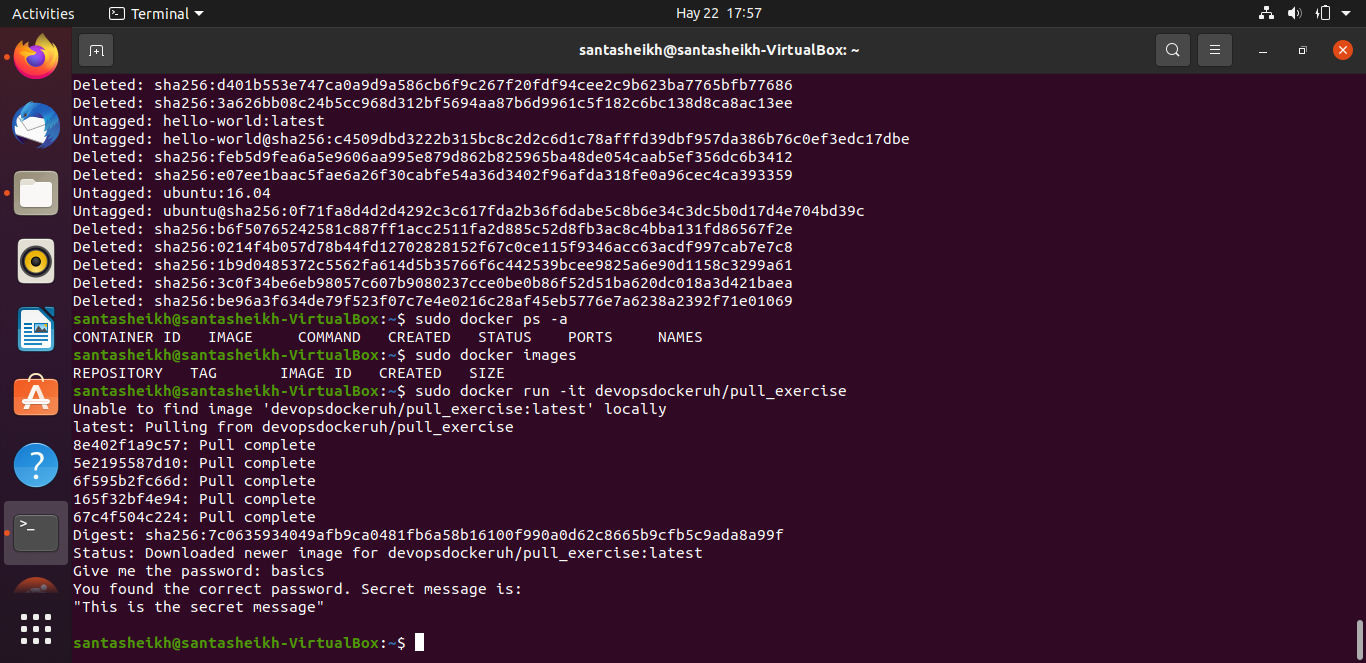 Activities
Terminal
Hay 22 17:57
santasheikh@santasheikh-VirtualBox: ~
Deleted: sha256:d401b553e747ca0a9d9a586cb6f9c267f20fdf94cee2c9b623ba7765bfb77686
Deleted: sha256:3a626bb08c24b5cc968d312bf5694aa87b6d9961c5f182c6bc138d8ca8ac13ee
Untagged: hello-world:latest
Untagged: hello-world@sha256:c4509dbd3222b315bc8c2d2c6d1c78afffd39dbf957da386b76c0ef3edc17dbe
Deleted: sha256:feb5d9fea6a5e9606aa995e879d862b825965ba48de054caab5ef356dc6b3412
Deleted: sha256:e07ee1baac5fae6a26f30cabfe54a36d3402f96afda318fe0a96cec4ca393359
Untagged: ubuntu:16.04
Untagged: ubuntu@sha256:0f71fa8d4d2d4292c3c617fda2b36f6dabe5c8b6e34c3dc5b0d17d4e704bd39c
Deleted: sha256:b6f50765242581c887ff1acc2511fa2d885c52d8fb3ac8c4bba131fd86567f2e
Deleted: sha256:0214f4b057d78b44fd12702828152f67c0ce115f9346acc63acdf997cab7e7c8
Deleted: sha256:1b9d0485372c5562fa614d5b35766f6c442539bcee9825a6e90d1158c3299a61
Deleted: sha256:3c0f34be6eb98057c607b9080237cce0be0b86f52d51ba620dc018a3d421baea
Deleted: sha256:be96a3f634de79f523f07c7e4e0216c28af45eb5776e7a6238a2392f71e01069
santasheikh@santasheikh-VirtualBox:~$ sudo docker ps -a
CONTAINER ID IMAGE COMMAND CREATED STATUS PORTS NAMES
santasheikh@santasheikh-VirtualBox:~$ sudo docker images
REPOSITORY TAG IMAGE ID CREATED SIZE
santasheikh@santasheikh-VirtualBox:~$ sudo docker run -it devopsdockeruh/pull_exercise
Unable to find image 'devopsdockeruh/pull_exercise:latest' locally
latest: Pulling from devopsdockeruh/pull_exercise
8e402f1a9c57: Pull complete
5e2195587d10: Pull complete
6f595b2fc66d: Pull complete
165f32bf4e94: Pull complete
67c4f504c224: Pull complete
Digest: sha256:7c0635934049afb9ca0481fb6a58b16100f990a0d62c8665b9cfb5c9ada8a99f
Status: Downloaded newer image for devopsdockeruh/pull_exercise:latest
Give me the password: basics
You found the correct password. Secret message is:
"This is the secret message"
santasheikh@santasheikh-VirtualBox:~$